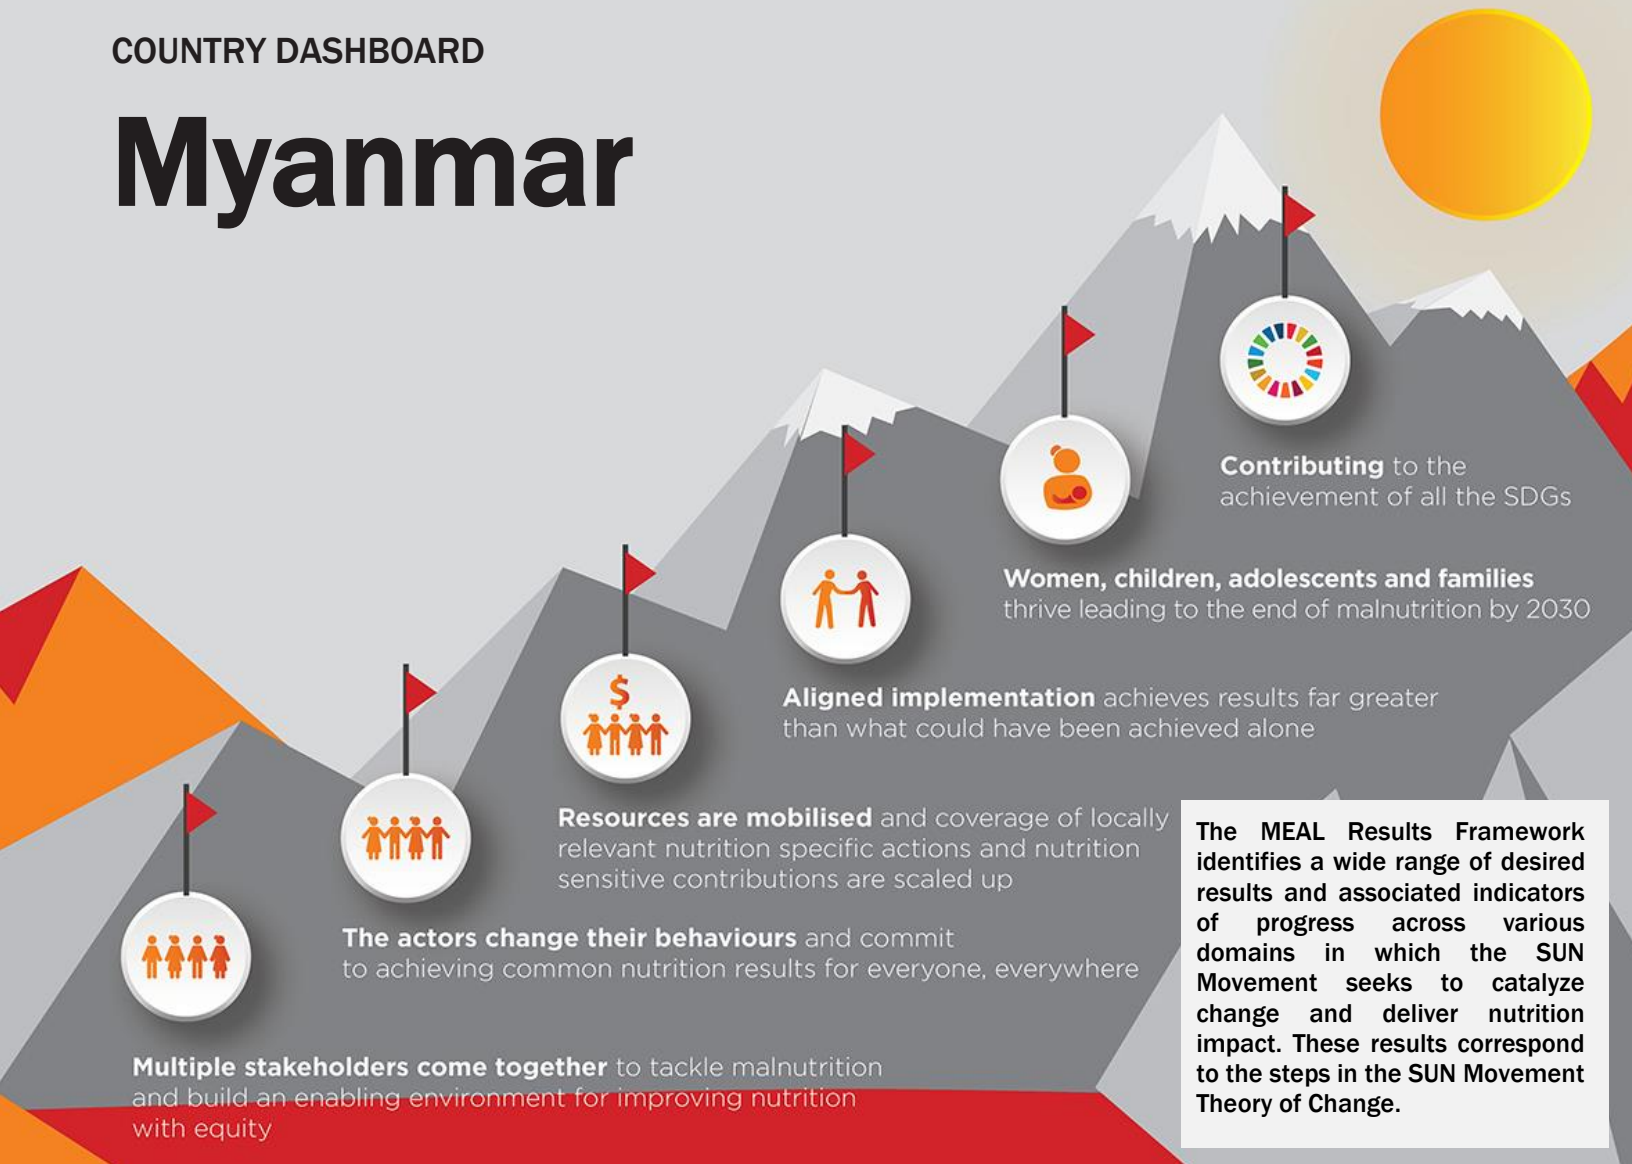 COUNTRY DASHBOARD
Myanmar
Contributing to the
achievement of all the SDGs
Women, children, adolescents and families
thrive leading to the end of malnutrition by 2030
Aligned implementation achieves results far greater
than what could have been achieved alone
$
Resources are mobilised and coverage of locally
relevant nutrition specific actions and nutrition
sensitive contributions are scaled up
The actors change their behaviours and commit
to achieving common nutrition results for everyone, everywhere
Multiple stakeholders come together to tackle malnutrition
and build an enabling environment for improving nutrition
with equity
The MEAL Results Framework
identifies a wide range of desired
results and associated indicators
of progress across various
domains in which the SUN
Movement seeks to catalyze
change and deliver nutrition
impact. These results correspond
to the steps in the SUN Movement
Theory of Change.